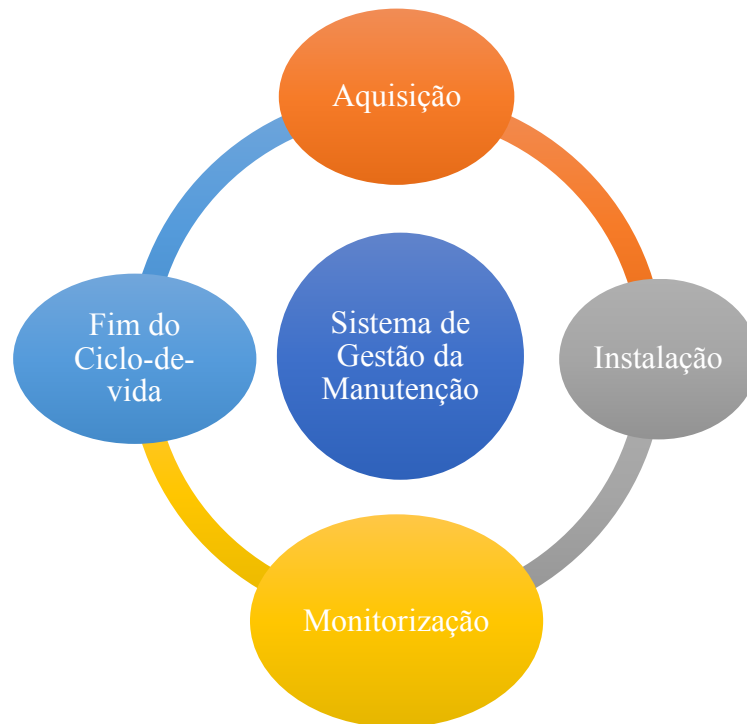 Aquisição
Fim do
Ciclo-de-
vida
Sistema de
Gestão da
Manutenção
Instalação
Monitorização